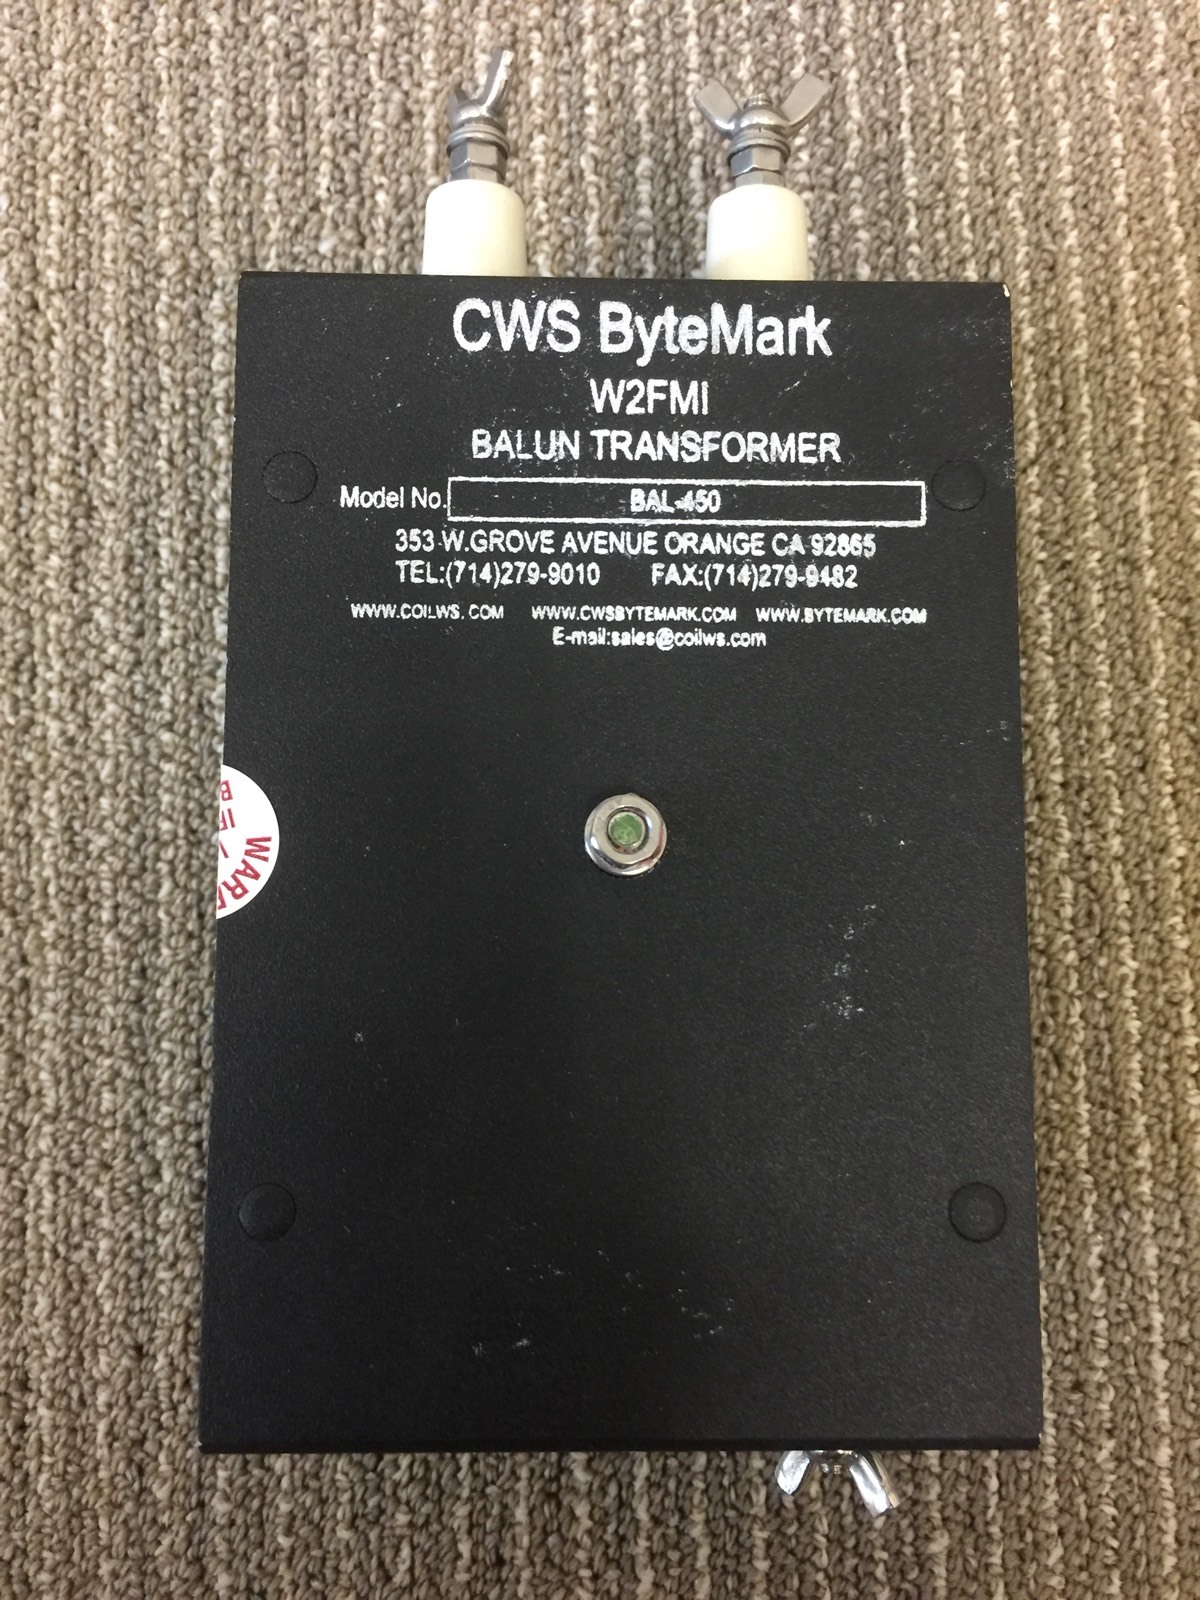 CWS ByteMark
W2FMI
BALUN TRANSFORMER
Model No. BAL-450
353 W.GROVE AVENUE ORANGE CA 92865
TEL:(714)279-9010 FAX:(714)279-9482
WWW.COILWS.COM WWW.CWSBYTEMARK.COM WWW.BYTEMARK.COM
E-mail:sales@coilws.com